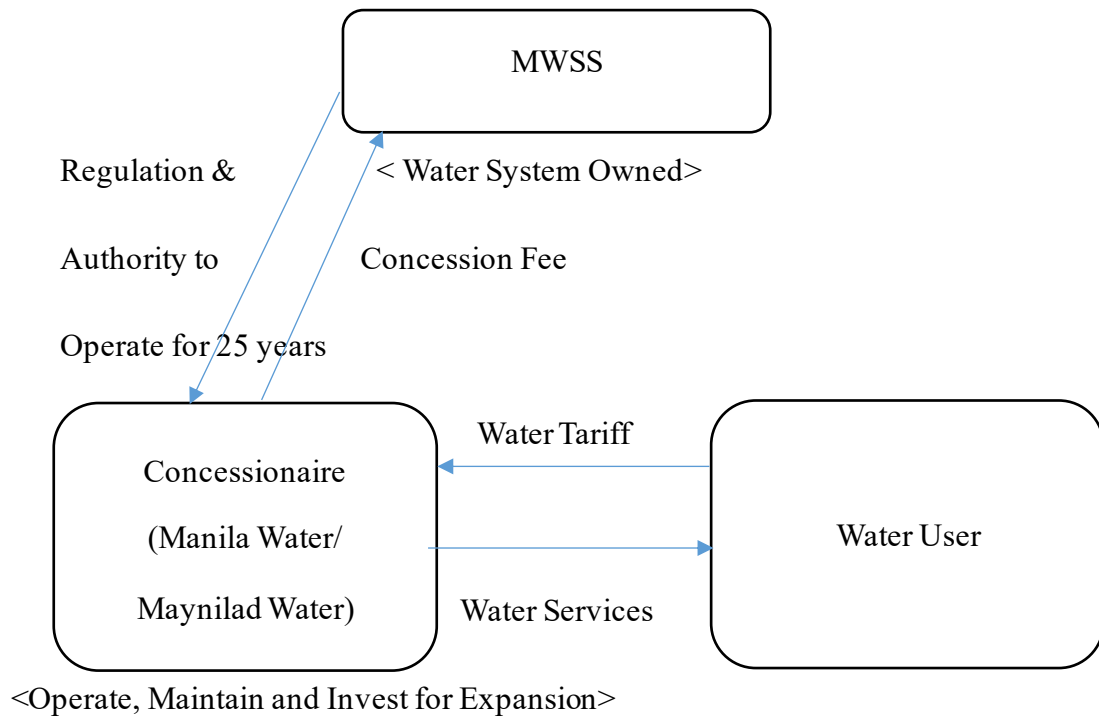 MWSS
Regulation &
< Water System Owned>
Authority to
Concession Fee
Operate for 25 years
Water Tariff
Concessionaire
(Manila Water/
Maynilad Water)
Water User
Water Services
<Operate, Maintain and Invest for Expansion>